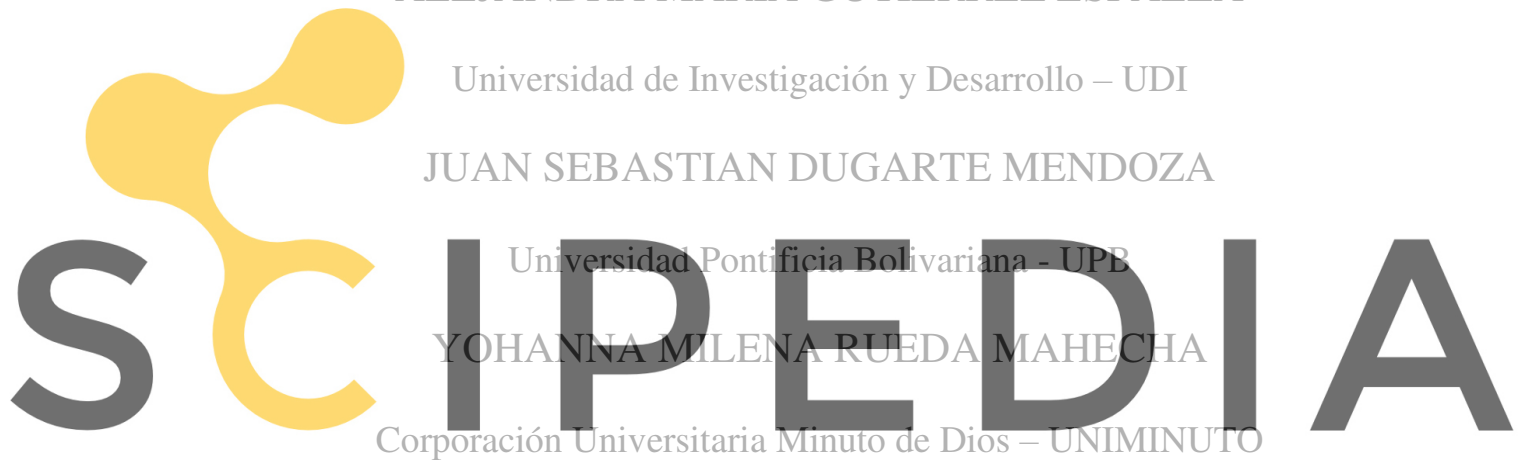 Universidad de Investigación y Desarrollo – UDI
JUAN SEBASTIAN DUGARTE MENDOZA
Universidad Pontificia Bolivariana - UPB
YOHANNA MILENA RUEDA MAHECHA
Corporación Universitaria Minuto de Dios – UNIMINUTO
SCIPEDIA